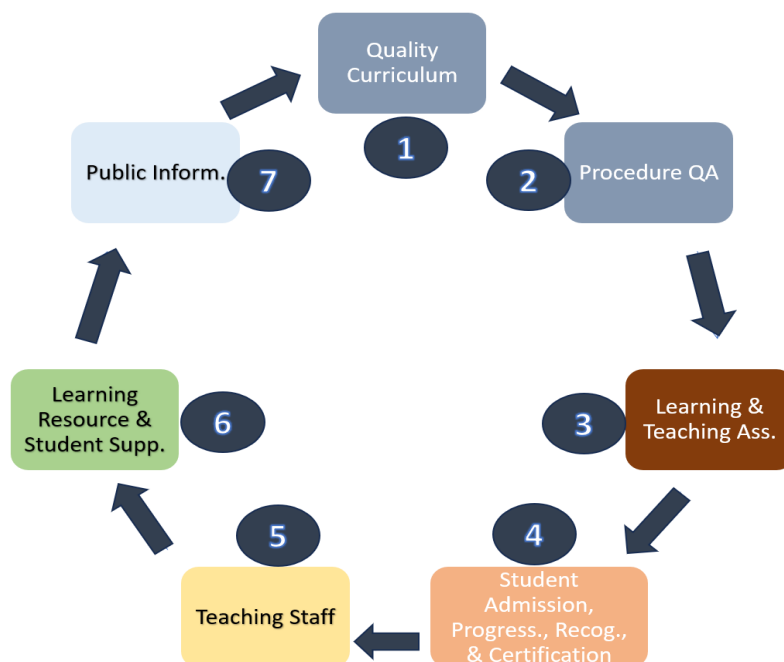 Quality
Curriculum
1
2
Procedure QA
3
Learning &
Teaching Ass.
4
Student
Admission,
Progress., Recog.,
& Certification
5
Teaching Staff
6
Learning
Resource &
Student Supp.
7
Public Inform.